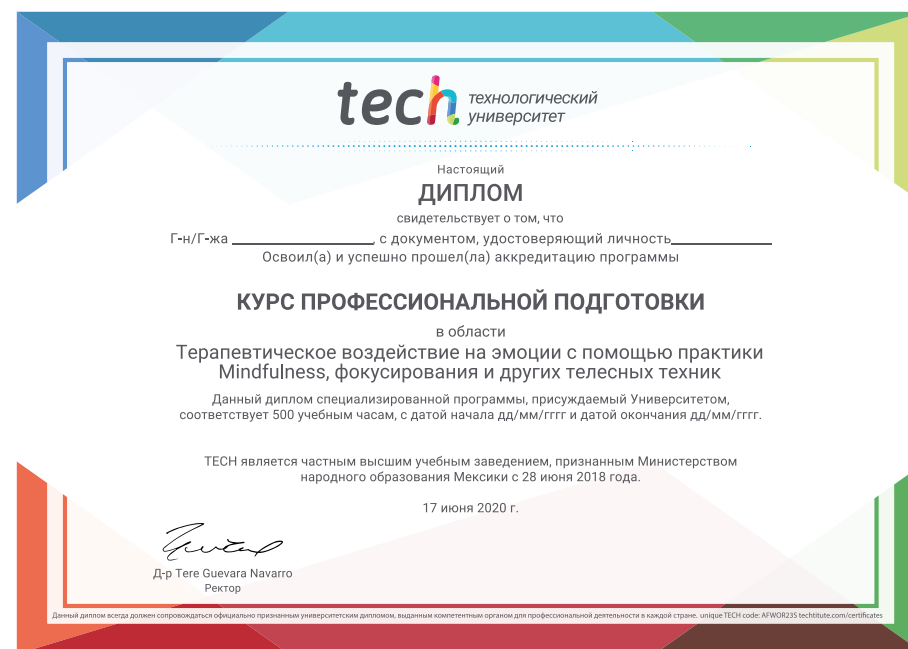 tech технологический
университет
Настоящий
ДИПЛОМ
свидетельствует о том, что
Г-н/Г-жа ____________________, с документом, удостоверяющий личность______________
Освоил(а) и успешно прошел(ла) аккредитацию программы
КУРС ПРОФЕССИОНАЛЬНОЙ ПОДГОТОВКИ
в области
Терапевтическое воздействие на эмоции с помощью практики
Mindfulness, фокусирования и других телесных техник
Данный диплом специализированной программы, присуждаемый Университетом,
соответствует 500 учебным часам, с датой начала дд/мм/гггг и датой окончания дд/мм/гггг.
TECH является частным высшим учебным заведением, признанным Министерством
народного образования Мексики с 28 июня 2018 года.
17 июня 2020 г.
Д-р Tere Guevara Navarro
Ректор
Данный диплом всегда должен сопровождаться официально признанным университетским дипломом, выданным компетентным органом для профессиональной деятельности в каждой стране. unique TECH code: AFWOR23S techtitute.com/certificates